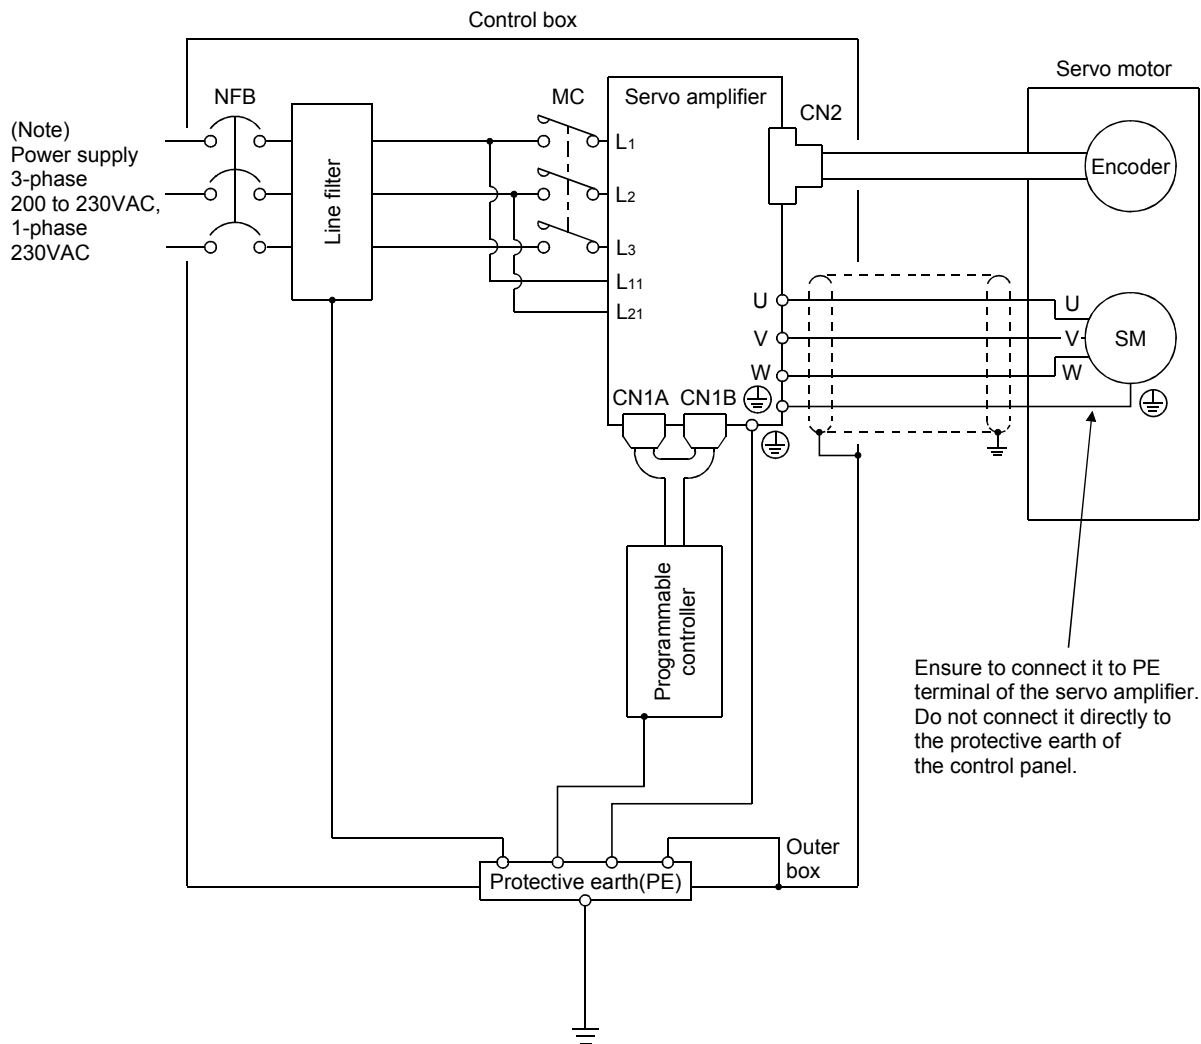 Control box
Servo motor
NFB
MC
Servo amplifier
CN2
(Note)
Power supply
3-phase
200 to 230VAC,
1-phase
230VAC
Line filter
L1
L2
L3
L11
L21
Encoder
U
V
W
U
V
W
SM
CN1A
CN1B
Programmable
controller
Ensure to connect it to PE
terminal of the servo amplifier.
Do not connect it directly to
the protective earth of
the control panel.
Outer
box
Protective earth(PE)